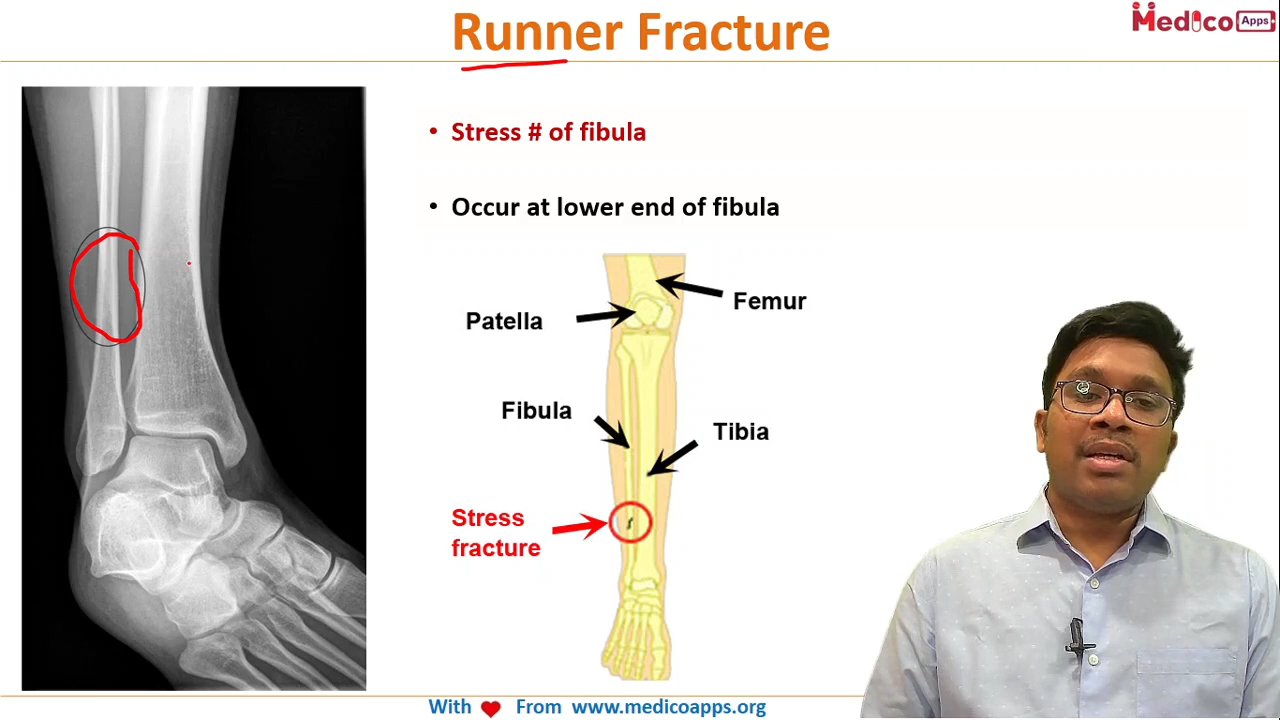 Runner Fracture
Medico Apps
• Stress # of fibula
• Occur at lower end of fibula
Femur
Patella
Fibula
Tibia
Stress
fracture
With ❤ From www.medicoapps.org